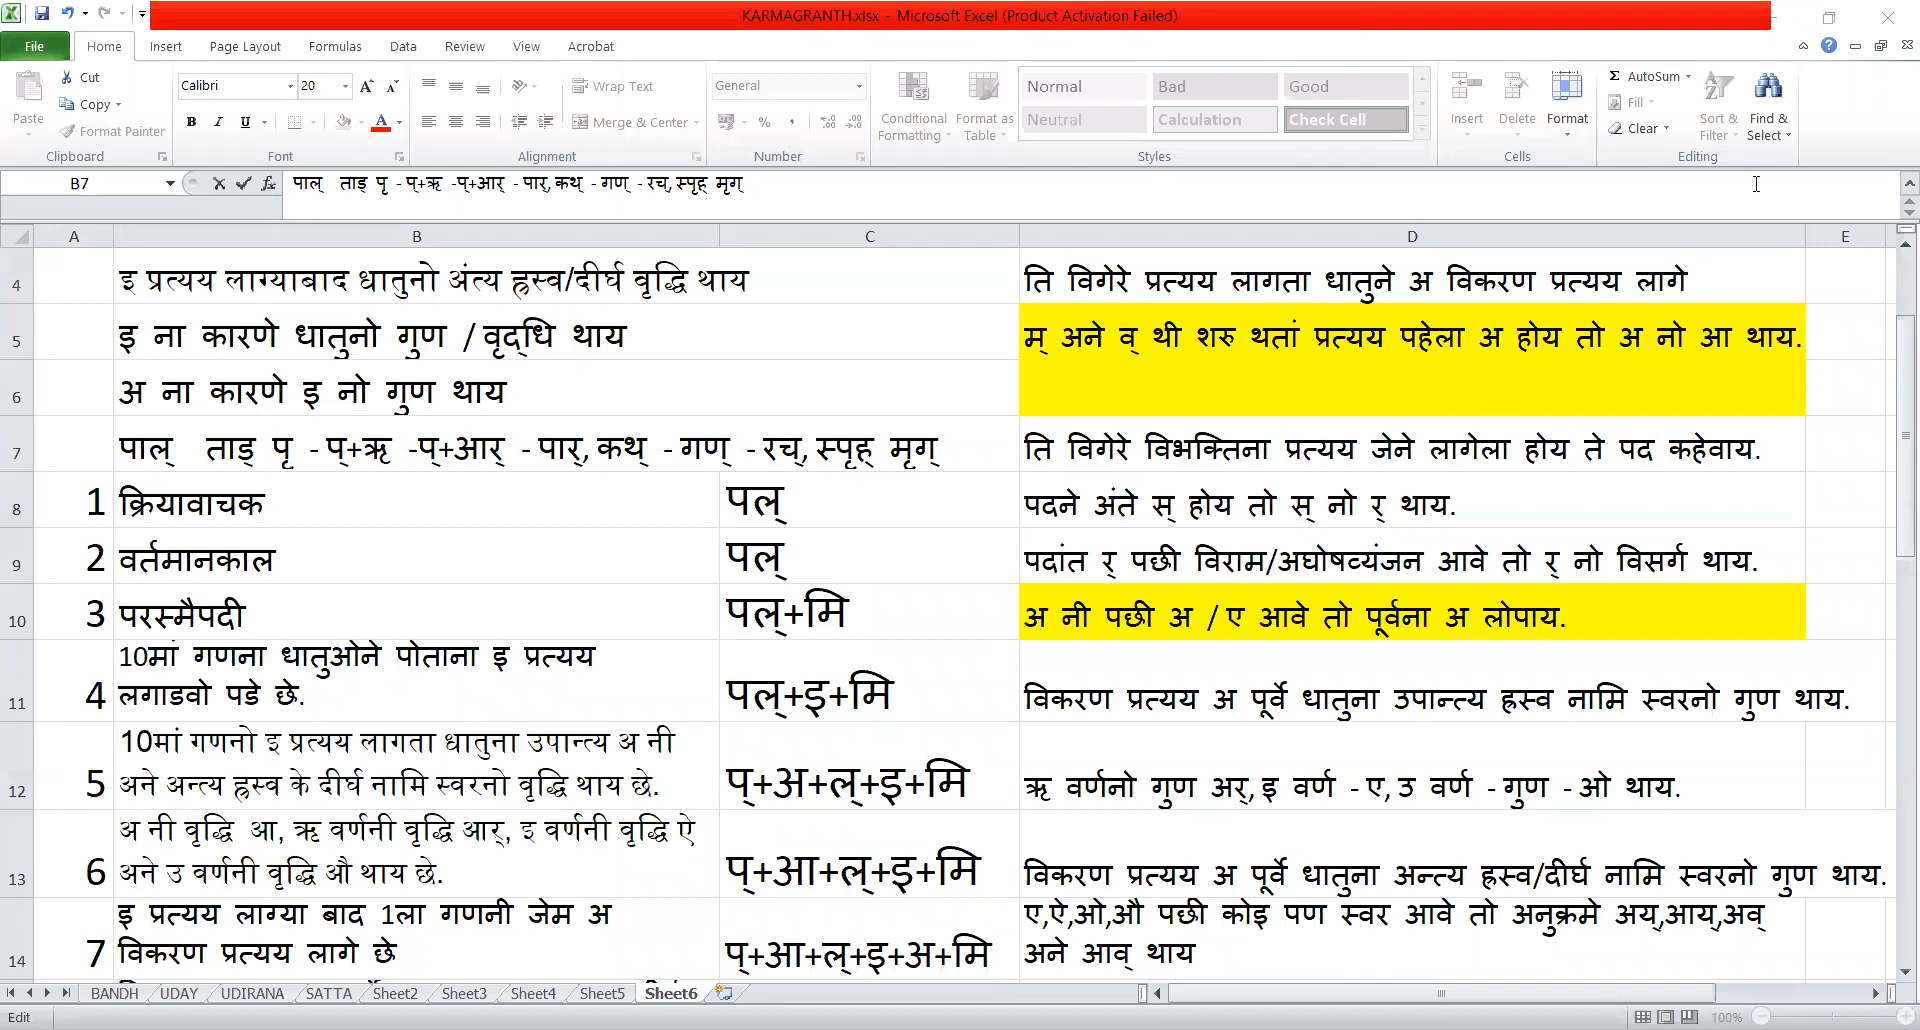 KARMAGRANTH.xlsx - Microsoft Excel (Product Activation Failed)
File Home Insert Page Layout Formulas Data Review View Acrobat
Paste
Cut
Copy
Format Painter
Clipboard
Calibri 20
A A
B I U A
Font
Wrap Text
Merge & Center
Alignment
General
% ,
Number
Conditional Formatting
Format as Table
Normal Bad Good
Neutral Calculation Check Cell
Styles
Insert Delete Format
Cells
Σ AutoSum
Fill
Clear
Sort & Filter
Find & Select
Editing
B7 fx पाल् ताड् पृ - प्+ऋ -प्+आर् - पार्, कथ् - गण् - रच्, स्पृह् मृग्
A B C D E
4 इ प्रत्यय लाग्याबाद धातुनो अंत्य ह्रस्व/दीर्घ वृद्धि थाय ति विगेरे प्रत्यय लागता धातुने अ विकरण प्रत्यय लागे
5 इ ना कारणे धातुनो गुण / वृद्धि थाय म् अने व् थी शरु थतां प्रत्यय पहेला अ होय तो अ नो आ थाय.
6 अ ना कारणे इ नो गुण थाय
7 पाल् ताड् पृ - प्+ऋ -प्+आर् - पार्, कथ् - गण् - रच्, स्पृह् मृग् ति विगेरे विभक्तिना प्रत्यय जेने लागेला होय ते पद कहेवाय.
8 1 क्रियावाचक पल् पदने अंते स् होय तो स् नो र् थाय.
9 2 वर्तमानकाल पल् पदांत र् पछी विराम/अघोषव्यंजन आवे तो र् नो विसर्ग थाय.
10 3 परस्मैपदी पल्+मि अ नी पछी अ / ए आवे तो पूर्वना अ लोपाय.
10मां गणना धातुओने पोताना इ प्रत्यय
11 4 लगाडवो पडे छे. पल्+इ+मि विकरण प्रत्यय अ पूर्वे धातुना उपान्त्य ह्रस्व नामि स्वरनो गुण थाय.
10मां गणनो इ प्रत्यय लागता धातुना उपान्त्य अ नी
12 5 अने अन्त्य ह्रस्व के दीर्घ नामि स्वरनो वृद्धि थाय छे. प्+अ+ल्+इ+मि ऋ वर्णनो गुण अर्, इ वर्ण - ए, उ वर्ण - गुण - ओ थाय.
अ नी वृद्धि आ, ऋ वर्णनी वृद्धि आर्, इ वर्णनी वृद्धि ऐ
13 6 अने उ वर्णनी वृद्धि औ थाय छे. प्+आ+ल्+इ+मि विकरण प्रत्यय अ पूर्वे धातुना अन्त्य ह्रस्व/दीर्घ नामि स्वरनो गुण थाय.
इ प्रत्यय लाग्या बाद 1ला गणनी जेम अ ए,ऐ,ओ,औ पछी कोइ पण स्वर आवे तो अनुक्रमे अय्,आय्,अव्
14 7 विकरण प्रत्यय लागे छे प्+आ+ल्+इ+अ+मि अने आव् थाय
BANDH UDAY UDIRANA SATTA Sheet2 Sheet3 Sheet4 Sheet5 Sheet6
Edit 100%